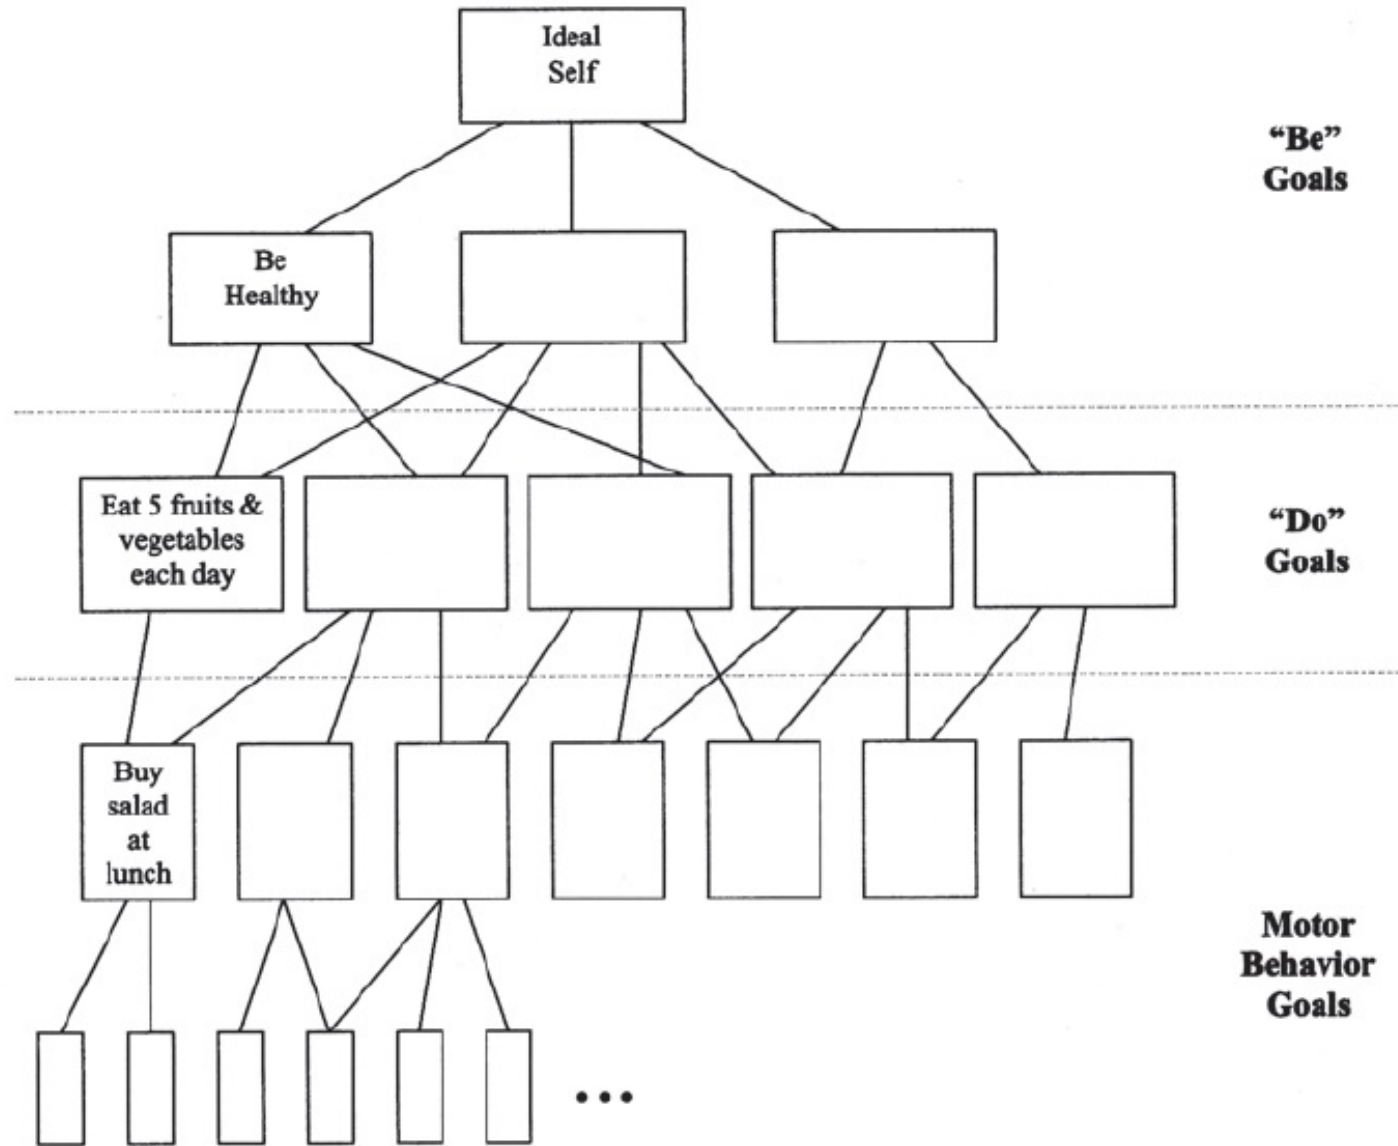 Ideal
Self
“Be”
Goals
Be
Healthy
Eat 5 fruits &
vegetables
each day
“Do”
Goals
Buy
salad
at
lunch
Motor
Behavior
Goals
...